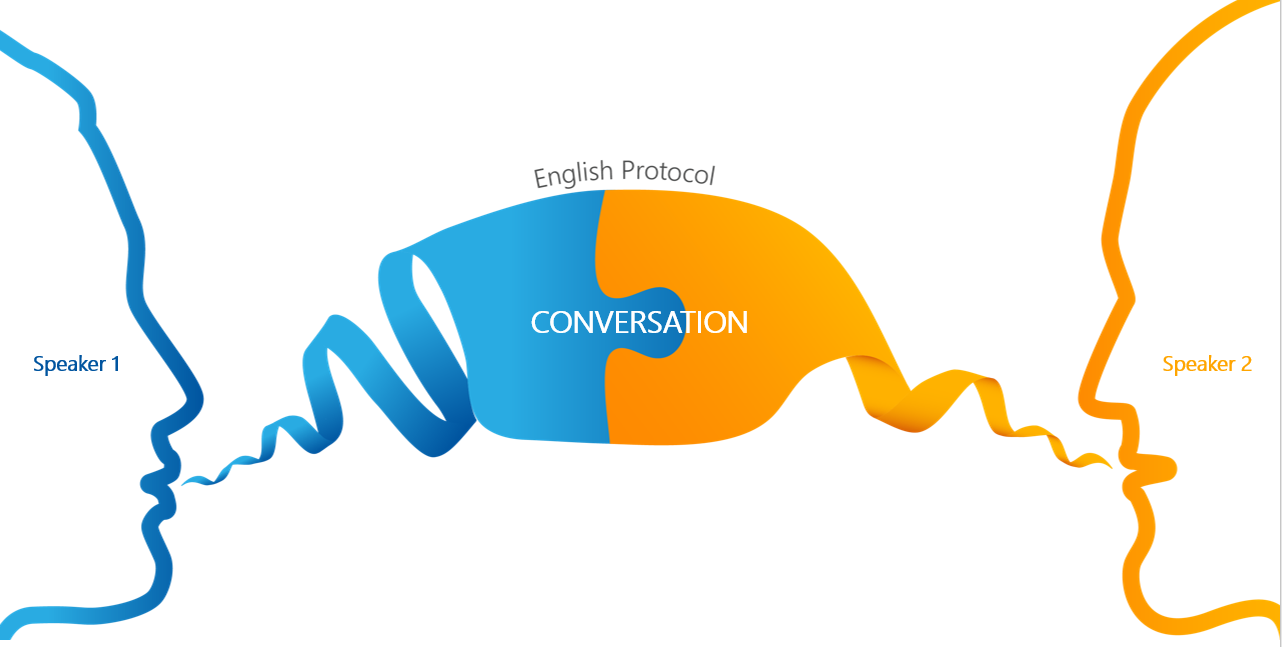 English Protocol
CONVERSATION
Speaker 1
Speaker 2